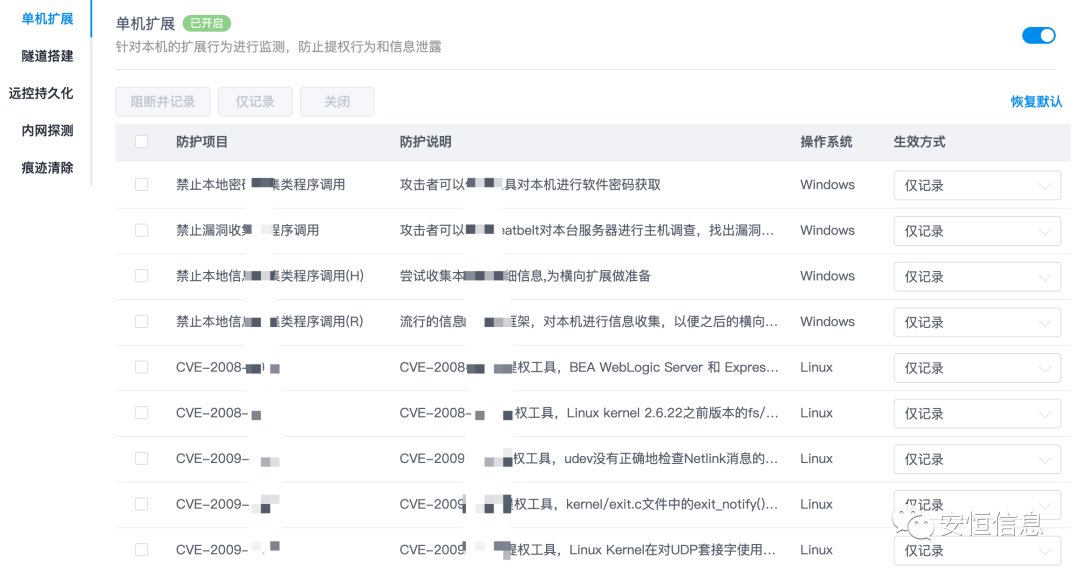 单机扩展
隧道搭建
远控持久化
内网探测
痕迹清除
单机扩展 已开启
针对本机的扩展行为进行监测，防止提权行为和信息泄露
阻断并记录 仅记录 关闭 恢复默认
防护项目 防护说明 操作系统 生效方式
禁止本地密 集类程序调用 攻击者可以 具对本机进行软件密码获取 Windows 仅记录
禁止漏洞收 程序调用 攻击者可以 eatbelt对本台服务器进行主机调查，找出漏洞... Windows 仅记录
禁止本地信 集类程序调用(H) 尝试收集本 细信息,为横向扩展做准备 Windows 仅记录
禁止本地信 集类程序调用(R) 流行的信息 框架，对本机进行信息收集，以便之后的横向... Windows 仅记录
CVE-2008- CVE-2008- 提权工具，BEA WebLogic Server 和 Expres... Linux 仅记录
CVE-2008- CVE-2008- 权工具，Linux kernel 2.6.22之前版本的fs/... Linux 仅记录
CVE-2009- CVE-2009 权工具，udev没有正确地检查Netlink消息的... Linux 仅记录
CVE-2009- CVE-2009 提权工具，kernel/exit.c文件中的exit_notify()... Linux 仅记录
CVE-2009- CVE-2009 提权工具，Linux Kernel在对UDP套接字使用... Linux 仅记录
安恒信息